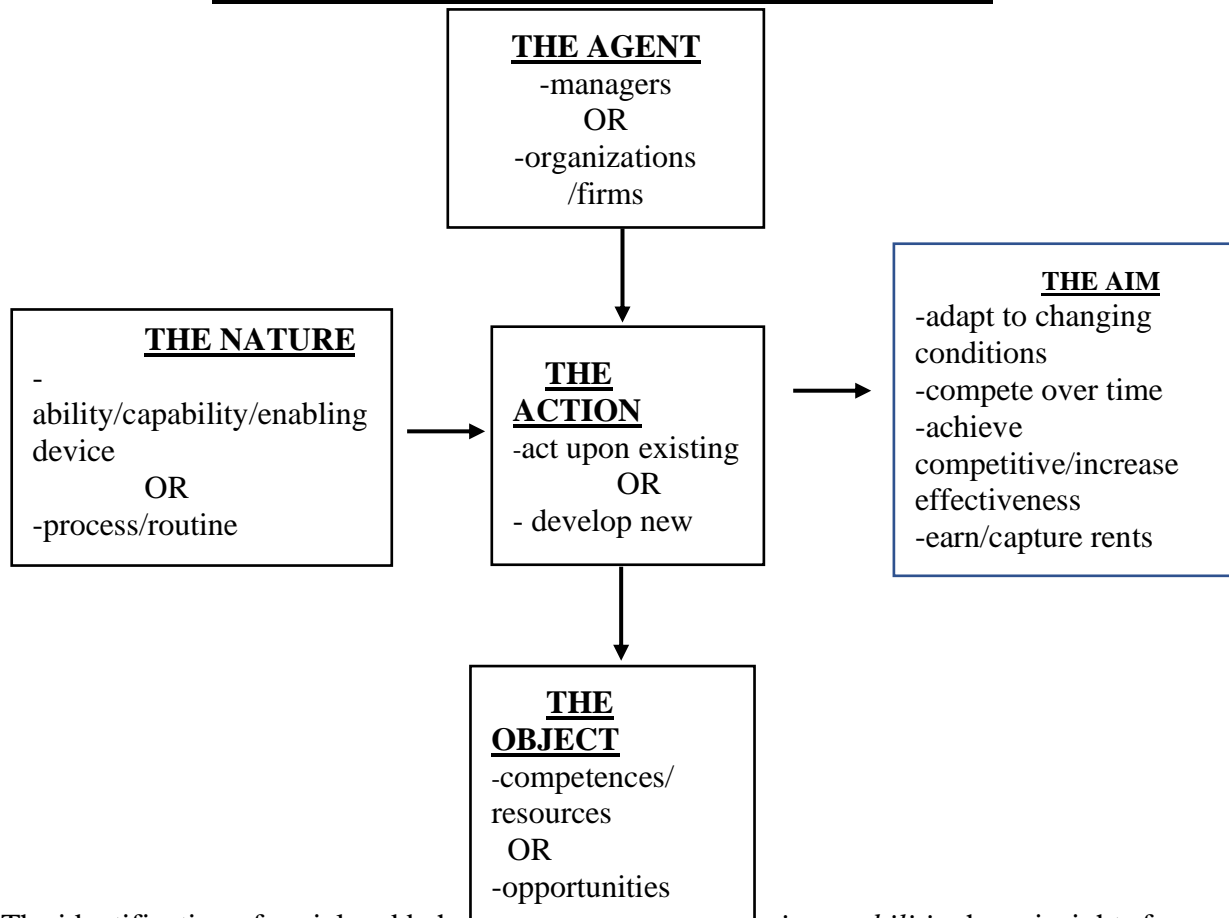 THE AGENT
-managers
OR
-organizations
/firms
THE NATURE
-
ability/capability/enabling
device
OR
-process/routine
THE
ACTION
-act upon existing
OR
- develop new
THE AIM
-adapt to changing
conditions
-compete over time
-achieve
competitive/increase
effectiveness
-earn/capture rents
THE
OBJECT
-competences/
resources
OR
-opportunities